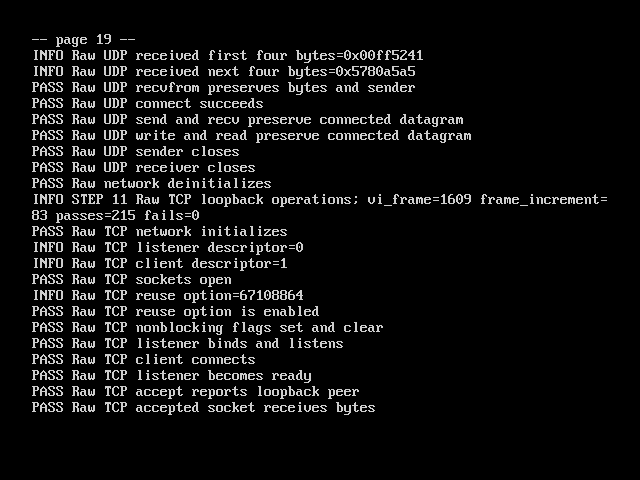 -- page 19 --
INFO Raw UDP received first four bytes=0x00ff5241
INFO Raw UDP received next four bytes=0x5780a5a5
PASS Raw UDP recvfrom preserves bytes and sender
PASS Raw UDP connect succeeds
PASS Raw UDP send and recv preserve connected datagram
PASS Raw UDP write and read preserve connected datagram
PASS Raw UDP sender closes
PASS Raw UDP receiver closes
PASS Raw network deinitializes
INFO STEP 11 Raw TCP loopback operations; vi_frame=1609 frame_increment=
83 passes=215 fails=0
PASS Raw TCP network initializes
INFO Raw TCP listener descriptor=0
INFO Raw TCP client descriptor=1
PASS Raw TCP sockets open
INFO Raw TCP reuse option=67108864
PASS Raw TCP reuse option is enabled
PASS Raw TCP nonblocking flags set and clear
PASS Raw TCP listener binds and listens
PASS Raw TCP client connects
PASS Raw TCP listener becomes ready
PASS Raw TCP accept reports loopback peer
PASS Raw TCP accepted socket receives bytes